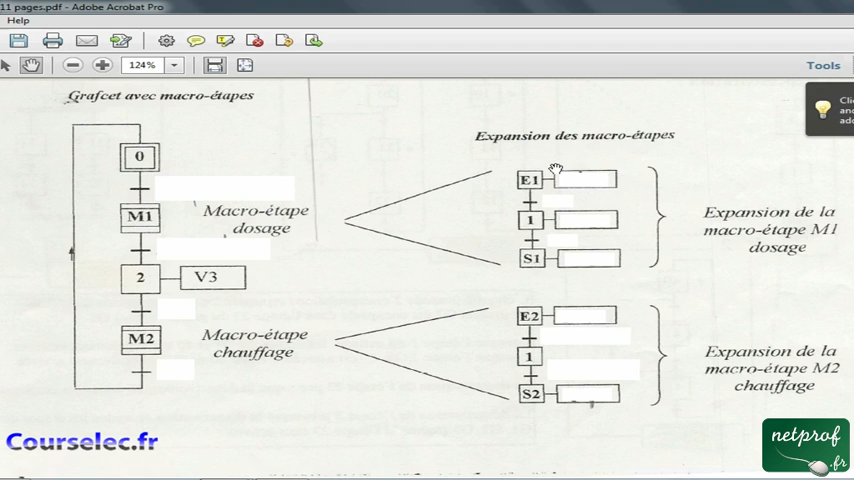 11 pages.pdf - Adobe Acrobat Pro
Help
124%
Tools
Grafcet avec macro-étapes
Expansion des macro-étapes
0
M1
Macro-étape
dosage
2
V3
M2
Macro-étape
chauffage
E1
1
S1
Expansion de la
macro-étape M1
dosage
E2
1
S2
Expansion de la
macro-étape M2
chauffage
Courselec.fr
netprof
.fr